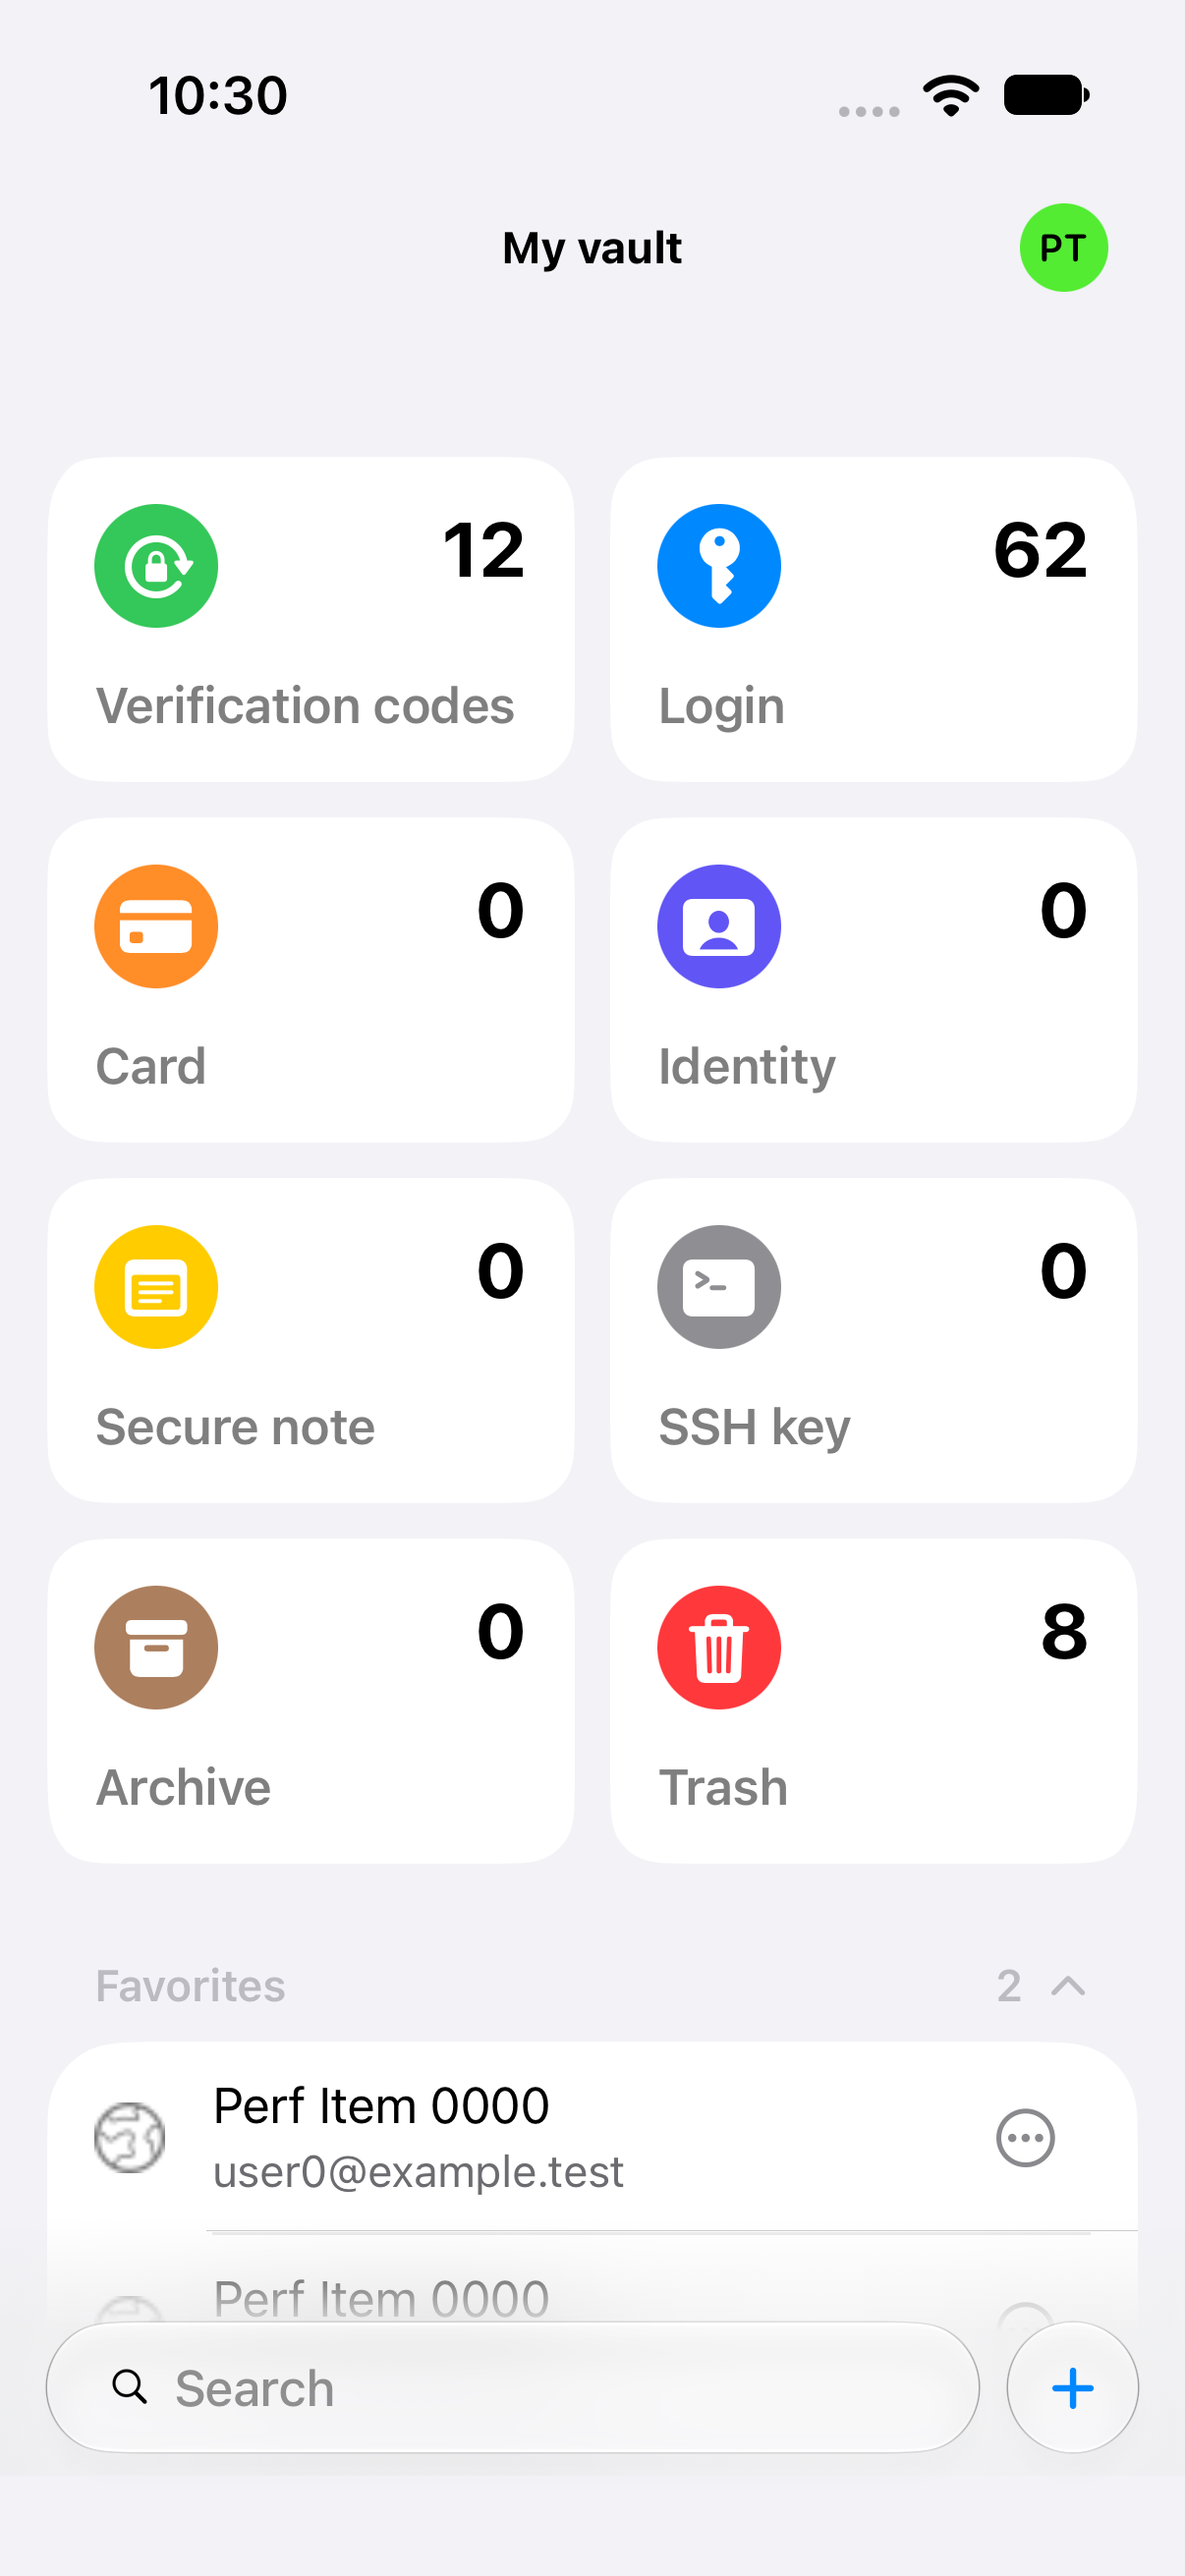 10:30
My vault
PT
12
Verification codes
62
Login
0
Card
0
Identity
0
Secure note
0
SSH key
0
Archive
8
Trash
Favorites
2
Perf Item 0000
user0@example.test
Perf Item 0000
Search